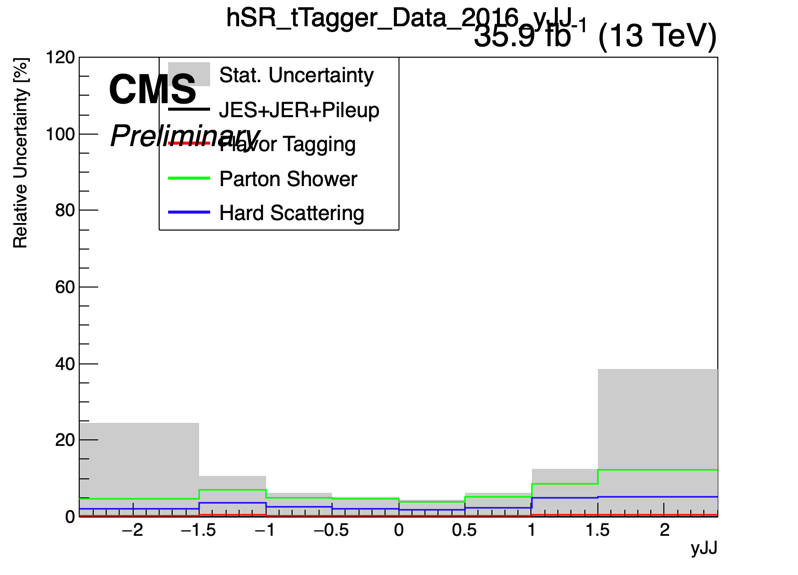 hSR_tTagger_Data_2016_yJJ
35.9 fb-1 (13 TeV)
CMS
Preliminary
Stat. Uncertainty
JES+JER+Pileup
Flavor Tagging
Parton Shower
Hard Scattering
Relative Uncertainty [%]
120
100
80
60
40
20
0
−2 −1.5 −1 −0.5 0 0.5 1 1.5 2
yJJ